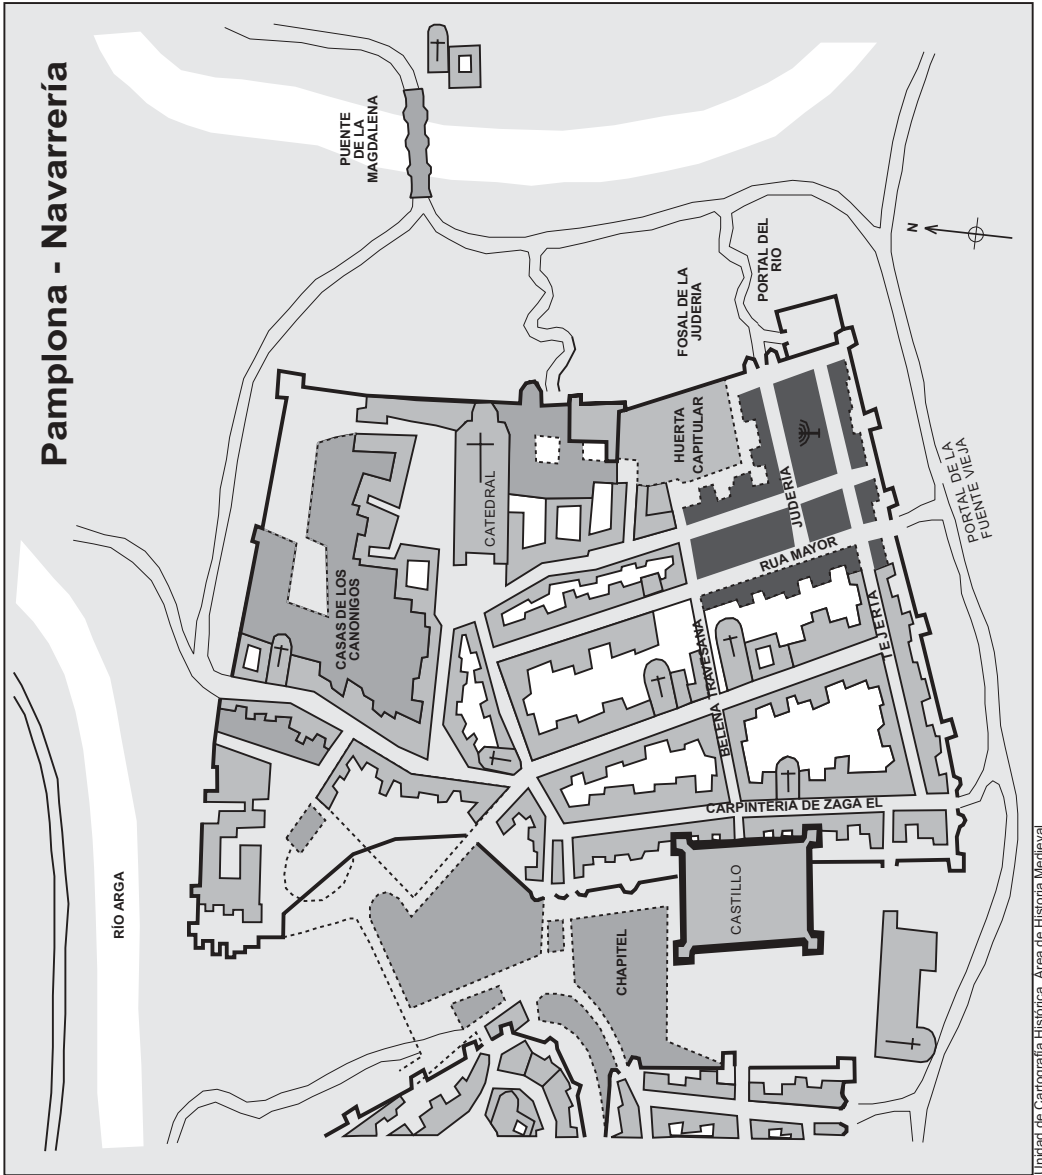 Pamplona - Navarrería
PUENTE
DE LA
MAGDALENA
N
PORTAL DEL
RIO
FOSAL DE LA
JUDERIA
HUERTA
CAPITULAR
CATEDRAL
JUDERIA
PORTAL DE LA
FUENTE VIEJA
RUA MAYOR
CASAS DE LOS
CANONIGOS
TEJERIA
BELENA TRAVESANA
CARPINTERIA DE ZAGA EL
CASTILLO
RÍO ARGA
CHAPITEL
Unidad de Cartografía Histórica. Area de Historia Medieval